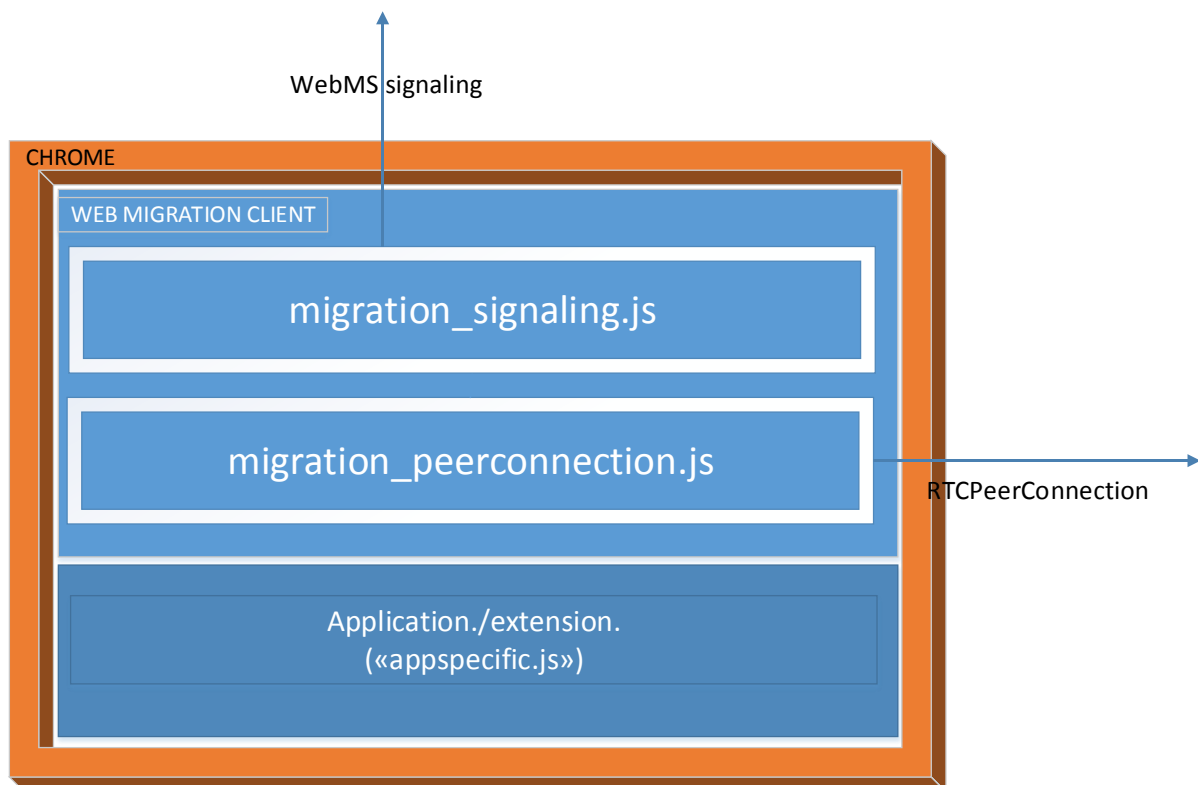 WebMS signaling
CHROME
WEB MIGRATION CLIENT
migration_signaling.js
migration_peerconnection.js
RTCPeerConnection
Application./extension.
(«appspecific.js»)